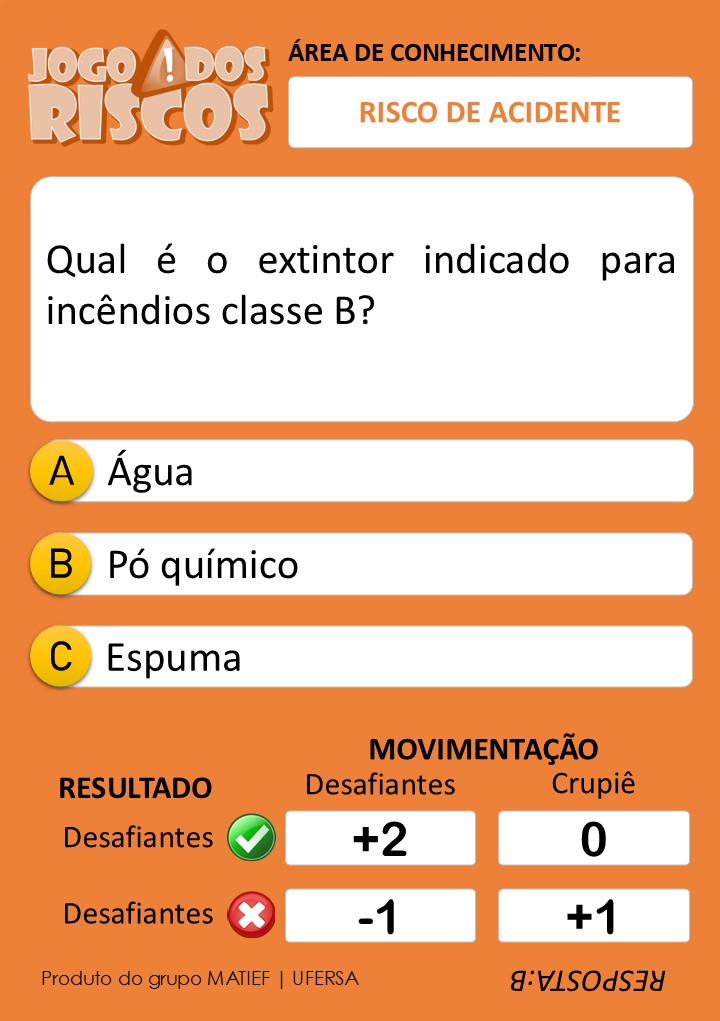 JOGO ! DOS
RISCOS
ÁREA DE CONHECIMENTO:
RISCO DE ACIDENTE
Qual é o extintor indicado para
incêndios classe B?
A Água
B Pó químico
C Espuma
MOVIMENTAÇÃO
RESULTADO Desafiantes Crupiê
Desafiantes +2 0
Desafiantes -1 +1
Produto do grupo MATIEF | UFERSA
RESPOSTA:B